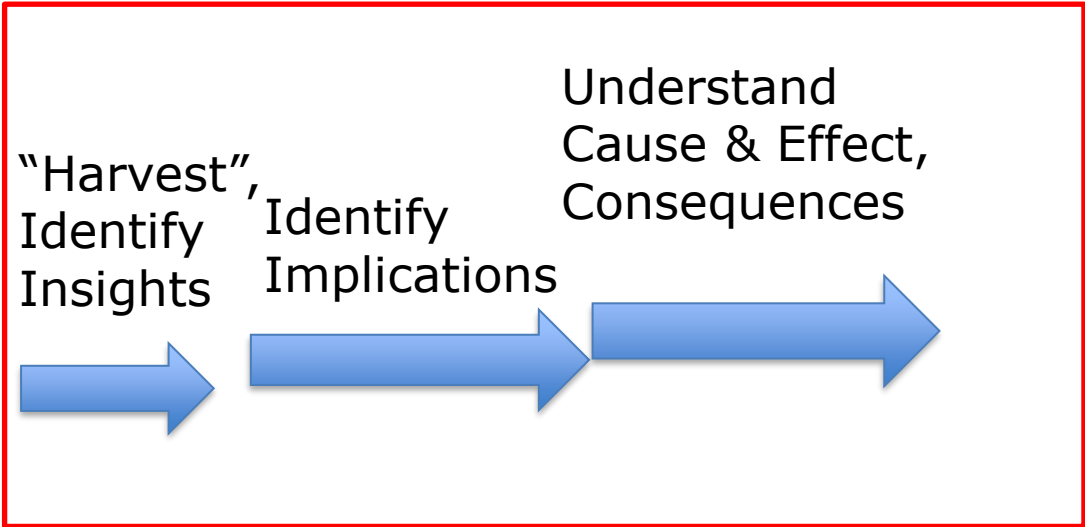 “Harvest”,
Identify
Insights
Identify
Implications
Understand
Cause & Effect,
Consequences